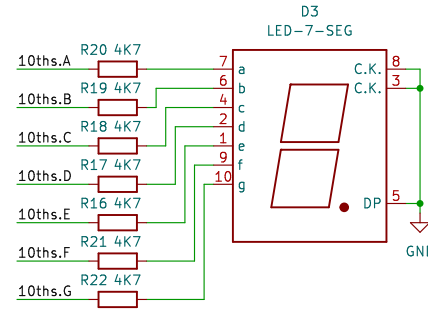 D3
LED-7-SEG
10ths.A
R20 4K7
7
a
10ths.B
R19 4K7
6
b
10ths.C
R18 4K7
4
c
10ths.D
R17 4K7
2
d
10ths.E
R16 4K7
1
e
10ths.F
R21 4K7
9
f
10ths.G
R22 4K7
10
g
C.K.
8
C.K.
3
DP
5